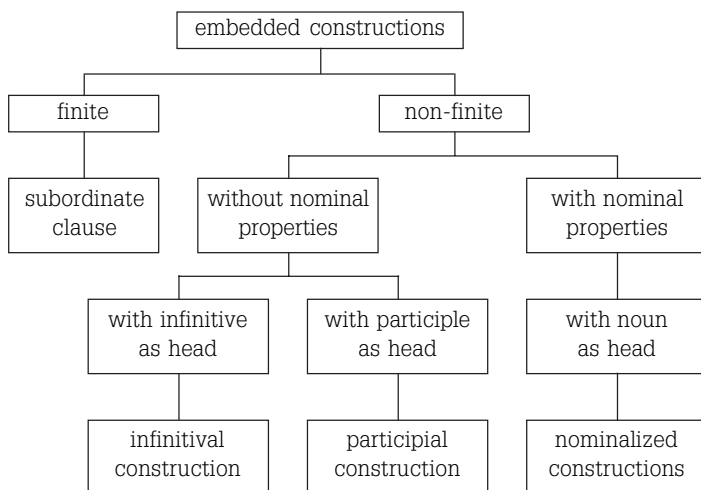 embedded constructions
finite
non-finite
subordinate
clause
without nominal
properties
with nominal
properties
with infinitive
as head
with participle
as head
with noun
as head
infinitival
construction
participial
construction
nominalized
constructions